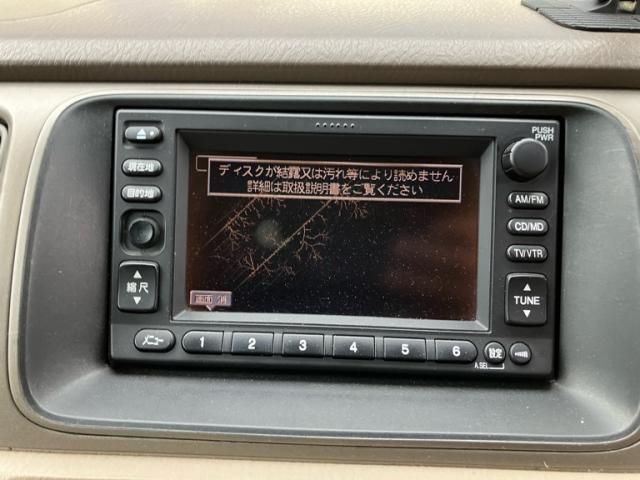 ディスクが結露又は汚れ等により読めません
詳細は取扱説明書をご覧ください
PUSH
PWR
現在地
目的地
AM/FM
CD/MD
TV/VTR
▲
縮尺
▼
▲
TUNE
▼
メニュー
1
2
3
4
5
6
設定
A.SEL